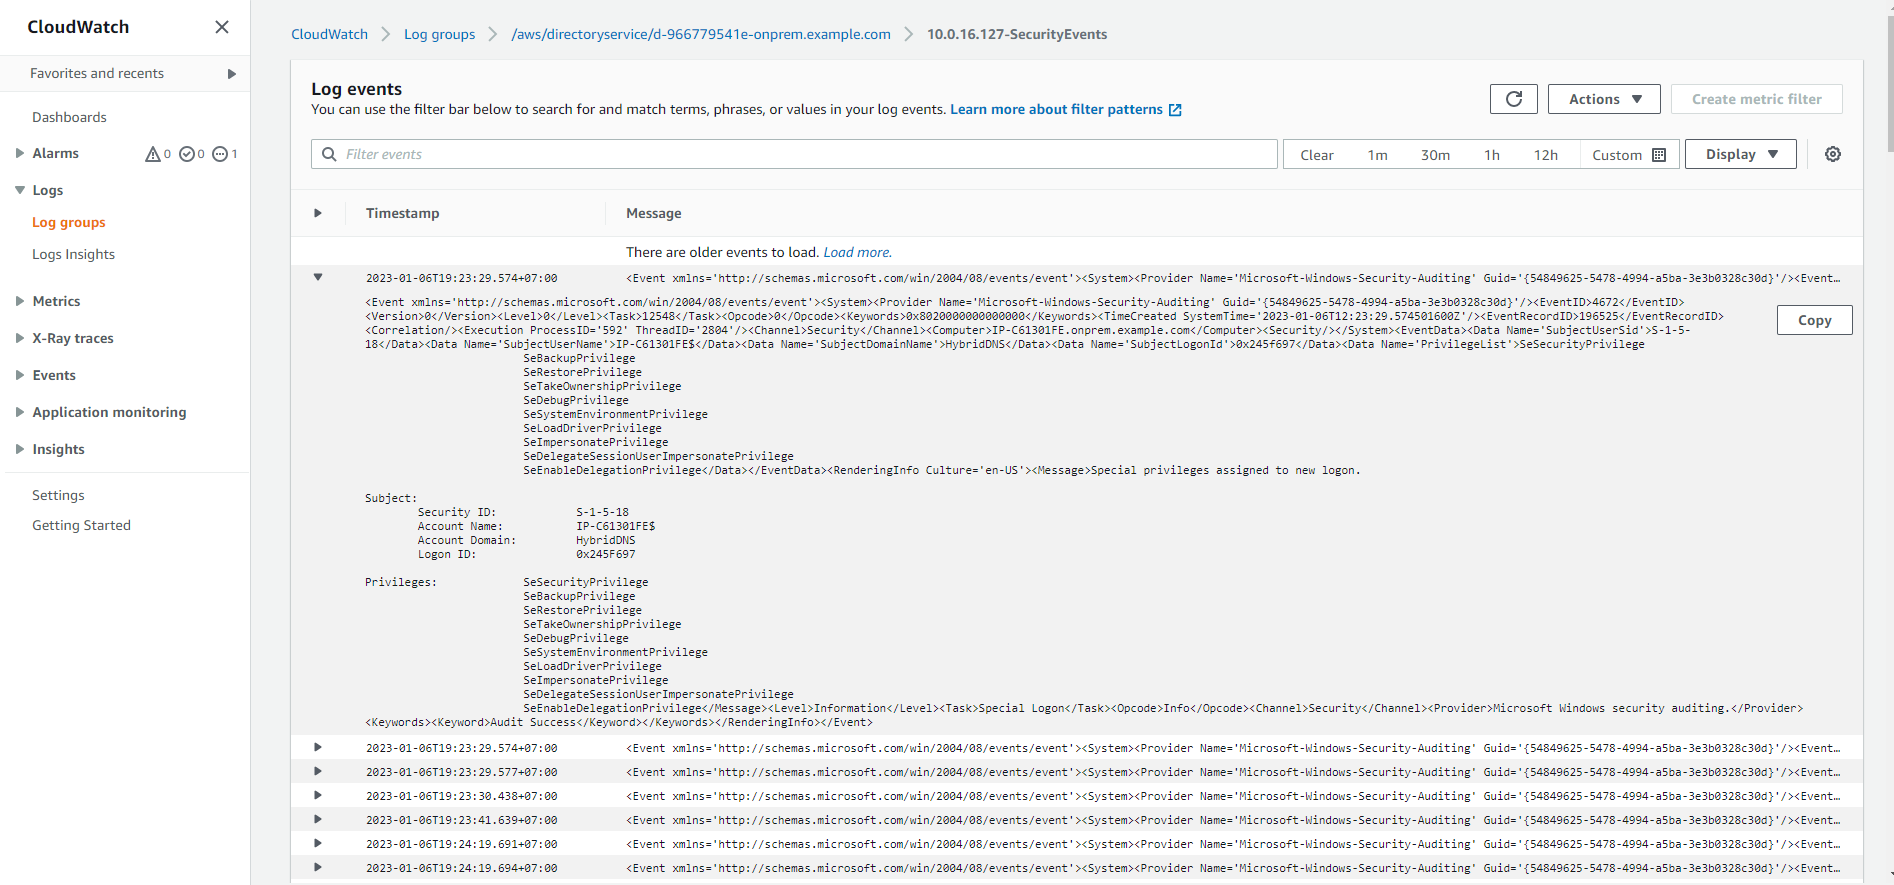 CloudWatch
Favorites and recents
Dashboards
Alarms 0 0 1
Logs
Log groups
Logs Insights
Metrics
X-Ray traces
Events
Application monitoring
Insights
Settings
Getting Started
CloudWatch Log groups /aws/directoryservice/d-966779541e-onprem.example.com 10.0.16.127-SecurityEvents
Log events
You can use the filter bar below to search for and match terms, phrases, or values in your log events. Learn more about filter patterns
Actions Create metric filter
Filter events Clear 1m 30m 1h 12h Custom Display
Timestamp Message
There are older events to load. Load more.
2023-01-06T19:23:29.574+07:00 <Event xmlns='http://schemas.microsoft.com/win/2004/08/events/event'><System><Provider Name='Microsoft-Windows-Security-Auditing' Guid='{54849625-5478-4994-a5ba-3e3b0328c30d}'/><Event…
<Event xmlns='http://schemas.microsoft.com/win/2004/08/events/event'><System><Provider Name='Microsoft-Windows-Security-Auditing' Guid='{54849625-5478-4994-a5ba-3e3b0328c30d}'/><EventID>4672</EventID>
<Version>0</Version><Level>0</Level><Task>12548</Task><Opcode>0</Opcode><Keywords>0x8020000000000000</Keywords><TimeCreated SystemTime='2023-01-06T12:23:29.574501600Z'/><EventRecordID>196525</EventRecordID>
<Correlation/><Execution ProcessID='592' ThreadID='2804'/><Channel>Security</Channel><Computer>IP-C61301FE.onprem.example.com</Computer><Security/></System><EventData><Data Name='SubjectUserSid'>S-1-5-
18</Data><Data Name='SubjectUserName'>IP-C61301FE$</Data><Data Name='SubjectDomainName'>HybridDNS</Data><Data Name='SubjectLogonId'>0x245f697</Data><Data Name='PrivilegeList'>SeSecurityPrivilege
Copy
SeBackupPrivilege
SeRestorePrivilege
SeTakeOwnershipPrivilege
SeDebugPrivilege
SeSystemEnvironmentPrivilege
SeLoadDriverPrivilege
SeImpersonatePrivilege
SeDelegateSessionUserImpersonatePrivilege
SeEnableDelegationPrivilege</Data></EventData><RenderingInfo Culture='en-US'><Message>Special privileges assigned to new logon.
Subject:
Security ID: S-1-5-18
Account Name: IP-C61301FE$
Account Domain: HybridDNS
Logon ID: 0x245F697
Privileges: SeSecurityPrivilege
SeBackupPrivilege
SeRestorePrivilege
SeTakeOwnershipPrivilege
SeDebugPrivilege
SeSystemEnvironmentPrivilege
SeLoadDriverPrivilege
SeImpersonatePrivilege
SeDelegateSessionUserImpersonatePrivilege
SeEnableDelegationPrivilege</Message><Level>Information</Level><Task>Special Logon</Task><Opcode>Info</Opcode><Channel>Security</Channel><Provider>Microsoft Windows security auditing.</Provider>
<Keywords><Keyword>Audit Success</Keyword></Keywords></RenderingInfo></Event>
2023-01-06T19:23:29.574+07:00 <Event xmlns='http://schemas.microsoft.com/win/2004/08/events/event'><System><Provider Name='Microsoft-Windows-Security-Auditing' Guid='{54849625-5478-4994-a5ba-3e3b0328c30d}'/><Event…
2023-01-06T19:23:29.577+07:00 <Event xmlns='http://schemas.microsoft.com/win/2004/08/events/event'><System><Provider Name='Microsoft-Windows-Security-Auditing' Guid='{54849625-5478-4994-a5ba-3e3b0328c30d}'/><Event…
2023-01-06T19:23:30.438+07:00 <Event xmlns='http://schemas.microsoft.com/win/2004/08/events/event'><System><Provider Name='Microsoft-Windows-Security-Auditing' Guid='{54849625-5478-4994-a5ba-3e3b0328c30d}'/><Event…
2023-01-06T19:23:41.639+07:00 <Event xmlns='http://schemas.microsoft.com/win/2004/08/events/event'><System><Provider Name='Microsoft-Windows-Security-Auditing' Guid='{54849625-5478-4994-a5ba-3e3b0328c30d}'/><Event…
2023-01-06T19:24:19.691+07:00 <Event xmlns='http://schemas.microsoft.com/win/2004/08/events/event'><System><Provider Name='Microsoft-Windows-Security-Auditing' Guid='{54849625-5478-4994-a5ba-3e3b0328c30d}'/><Event…
2023-01-06T19:24:19.694+07:00 <Event xmlns='http://schemas.microsoft.com/win/2004/08/events/event'><System><Provider Name='Microsoft-Windows-Security-Auditing' Guid='{54849625-5478-4994-a5ba-3e3b0328c30d}'/><Event…